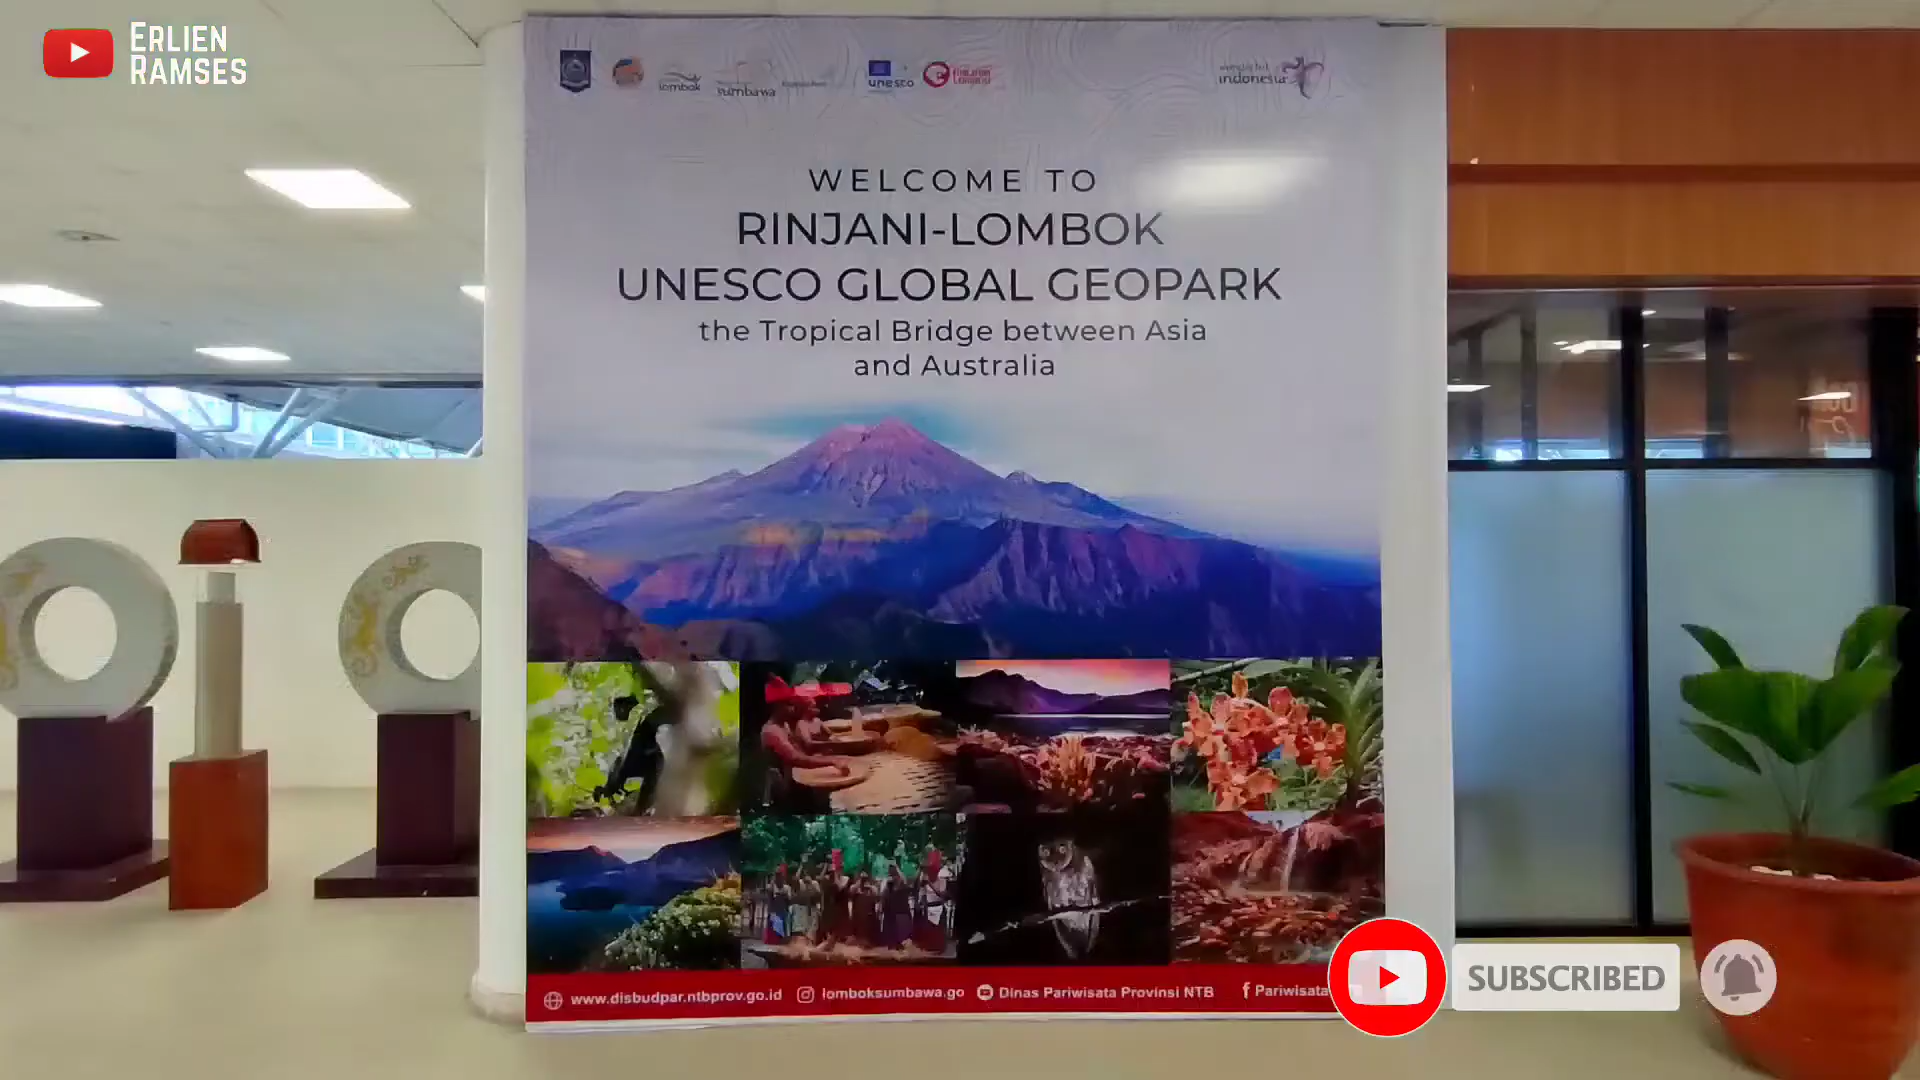 ERLIEN
RAMSES
lombok
sumbawa
unesco
indonesia
WELCOME TO
RINJANI-LOMBOK
UNESCO GLOBAL GEOPARK
the Tropical Bridge between Asia
and Australia
www.disbudpar.ntbprov.go.id lomboksumbawa.go Dinas Pariwisata Provinsi NTB Pariwisata
SUBSCRIBED